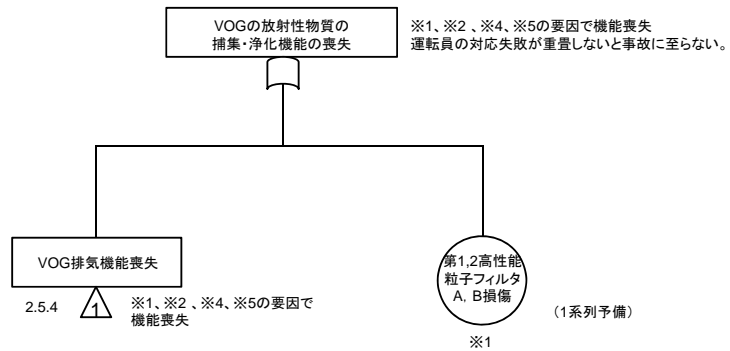 VOGの放射性物質の
捕集・浄化機能の喪失
※1、※2 、※4、※5の要因で機能喪失
運転員の対応失敗が重畳しないと事故に至らない。
VOG排気機能喪失
2.5.4
1
※1、※2 、※4、※5の要因で
機能喪失
第1,2高性能
粒子フィルタ
A, B損傷
(1系列予備)
※1